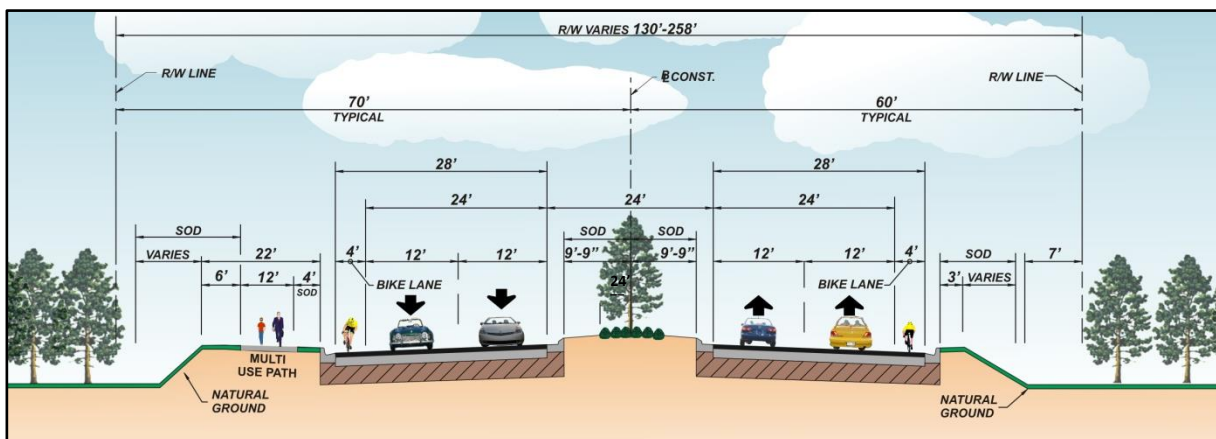 R/W VARIES 130'-258'
R/W LINE
℄ CONST.
R/W LINE
70'
TYPICAL
60'
TYPICAL
28'
28'
24'
24'
24'
SOD
SOD
SOD
SOD
VARIES
22'
4'
12'
12'
9'-9"
9'-9"
12'
12'
4'
3'
VARIES
7'
6'
12'
4'
SOD
BIKE LANE
24'
BIKE LANE
MULTI
USE PATH
NATURAL
GROUND
NATURAL
GROUND